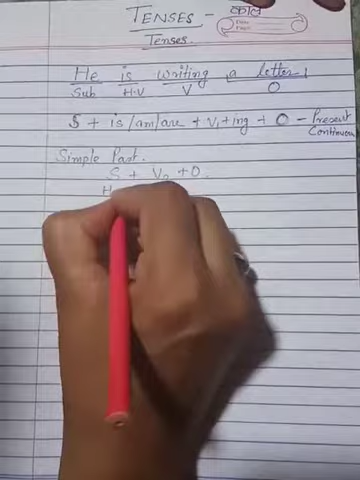 TENSES - काल
Tenses.
He is writing a letter.
Sub H.V V O
S + is/am/are + V1+ing + O - Present Continuous
Simple Past.
S + V2 + O.
H